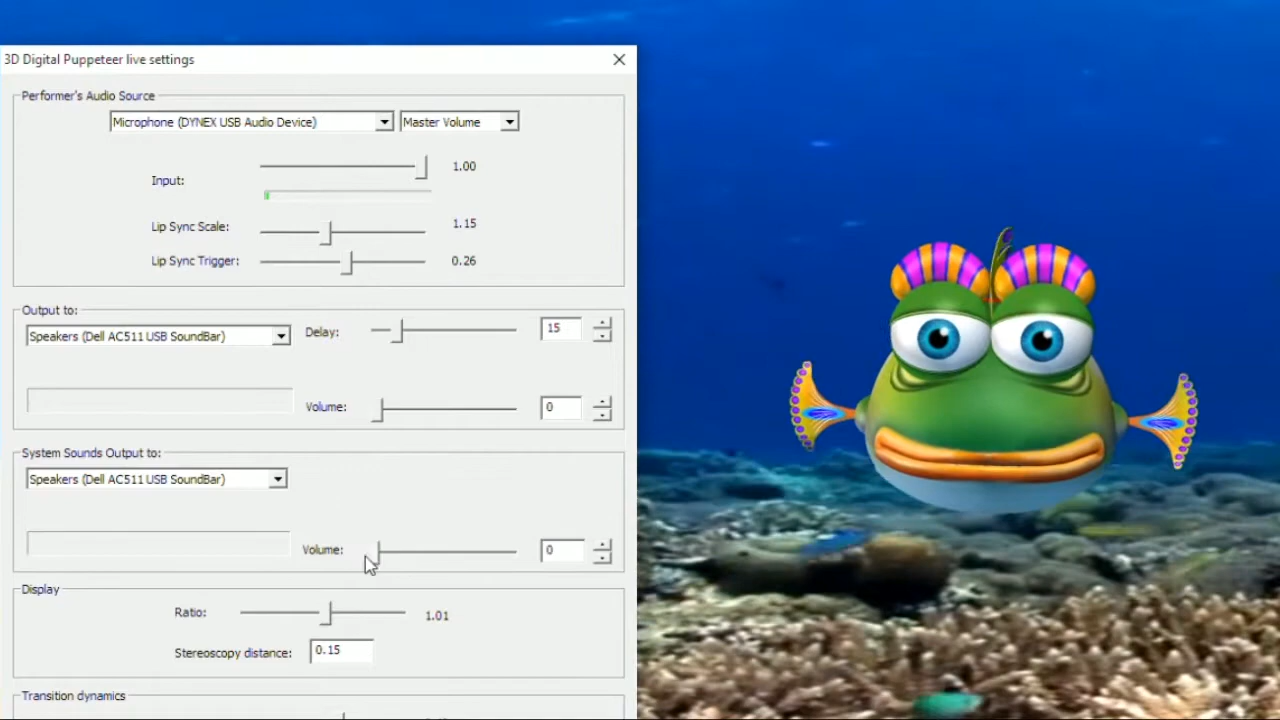 3D Digital Puppeteer live settings
Performer's Audio Source
Microphone (DYNEX USB Audio Device)
Master Volume
1.00
Input:
Lip Sync Scale:
1.15
Lip Sync Trigger:
0.26
Output to:
Speakers (Dell AC511 USB SoundBar)
Delay:
15
Volume:
0
System Sounds Output to:
Speakers (Dell AC511 USB SoundBar)
Volume:
0
Display
Ratio:
1.01
Stereoscopy distance:
0.15
Transition dynamics